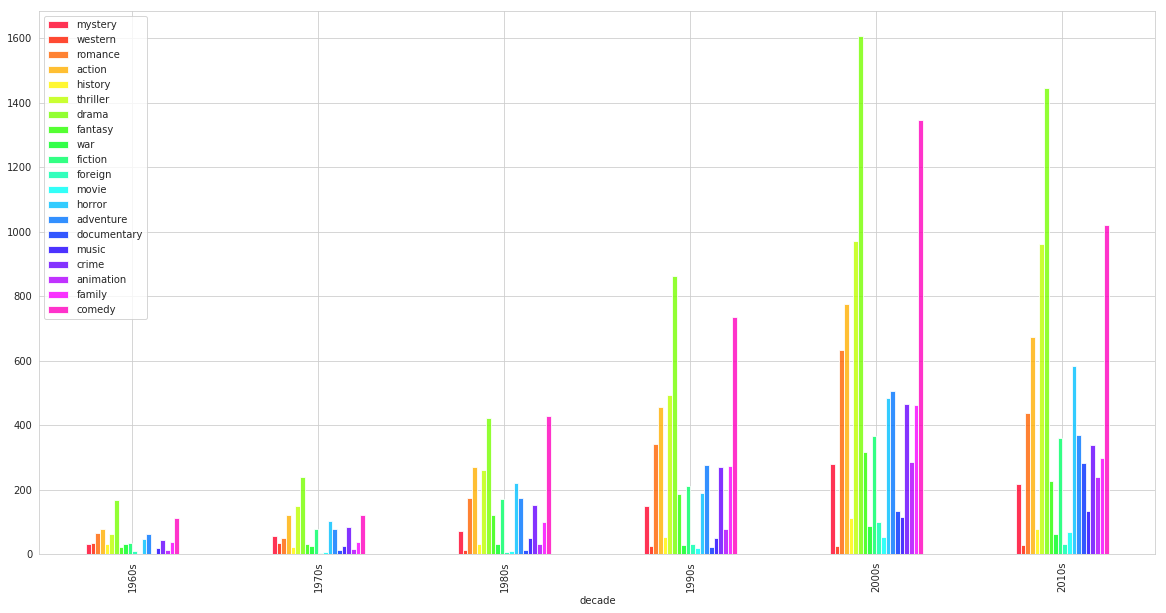 mystery
western
romance
action
history
thriller
drama
fantasy
war
fiction
foreign
movie
horror
adventure
documentary
music
crime
animation
family
comedy
1600
1400
1200
1000
800
600
400
200
0
1960s
1970s
1980s
1990s
2000s
2010s
decade